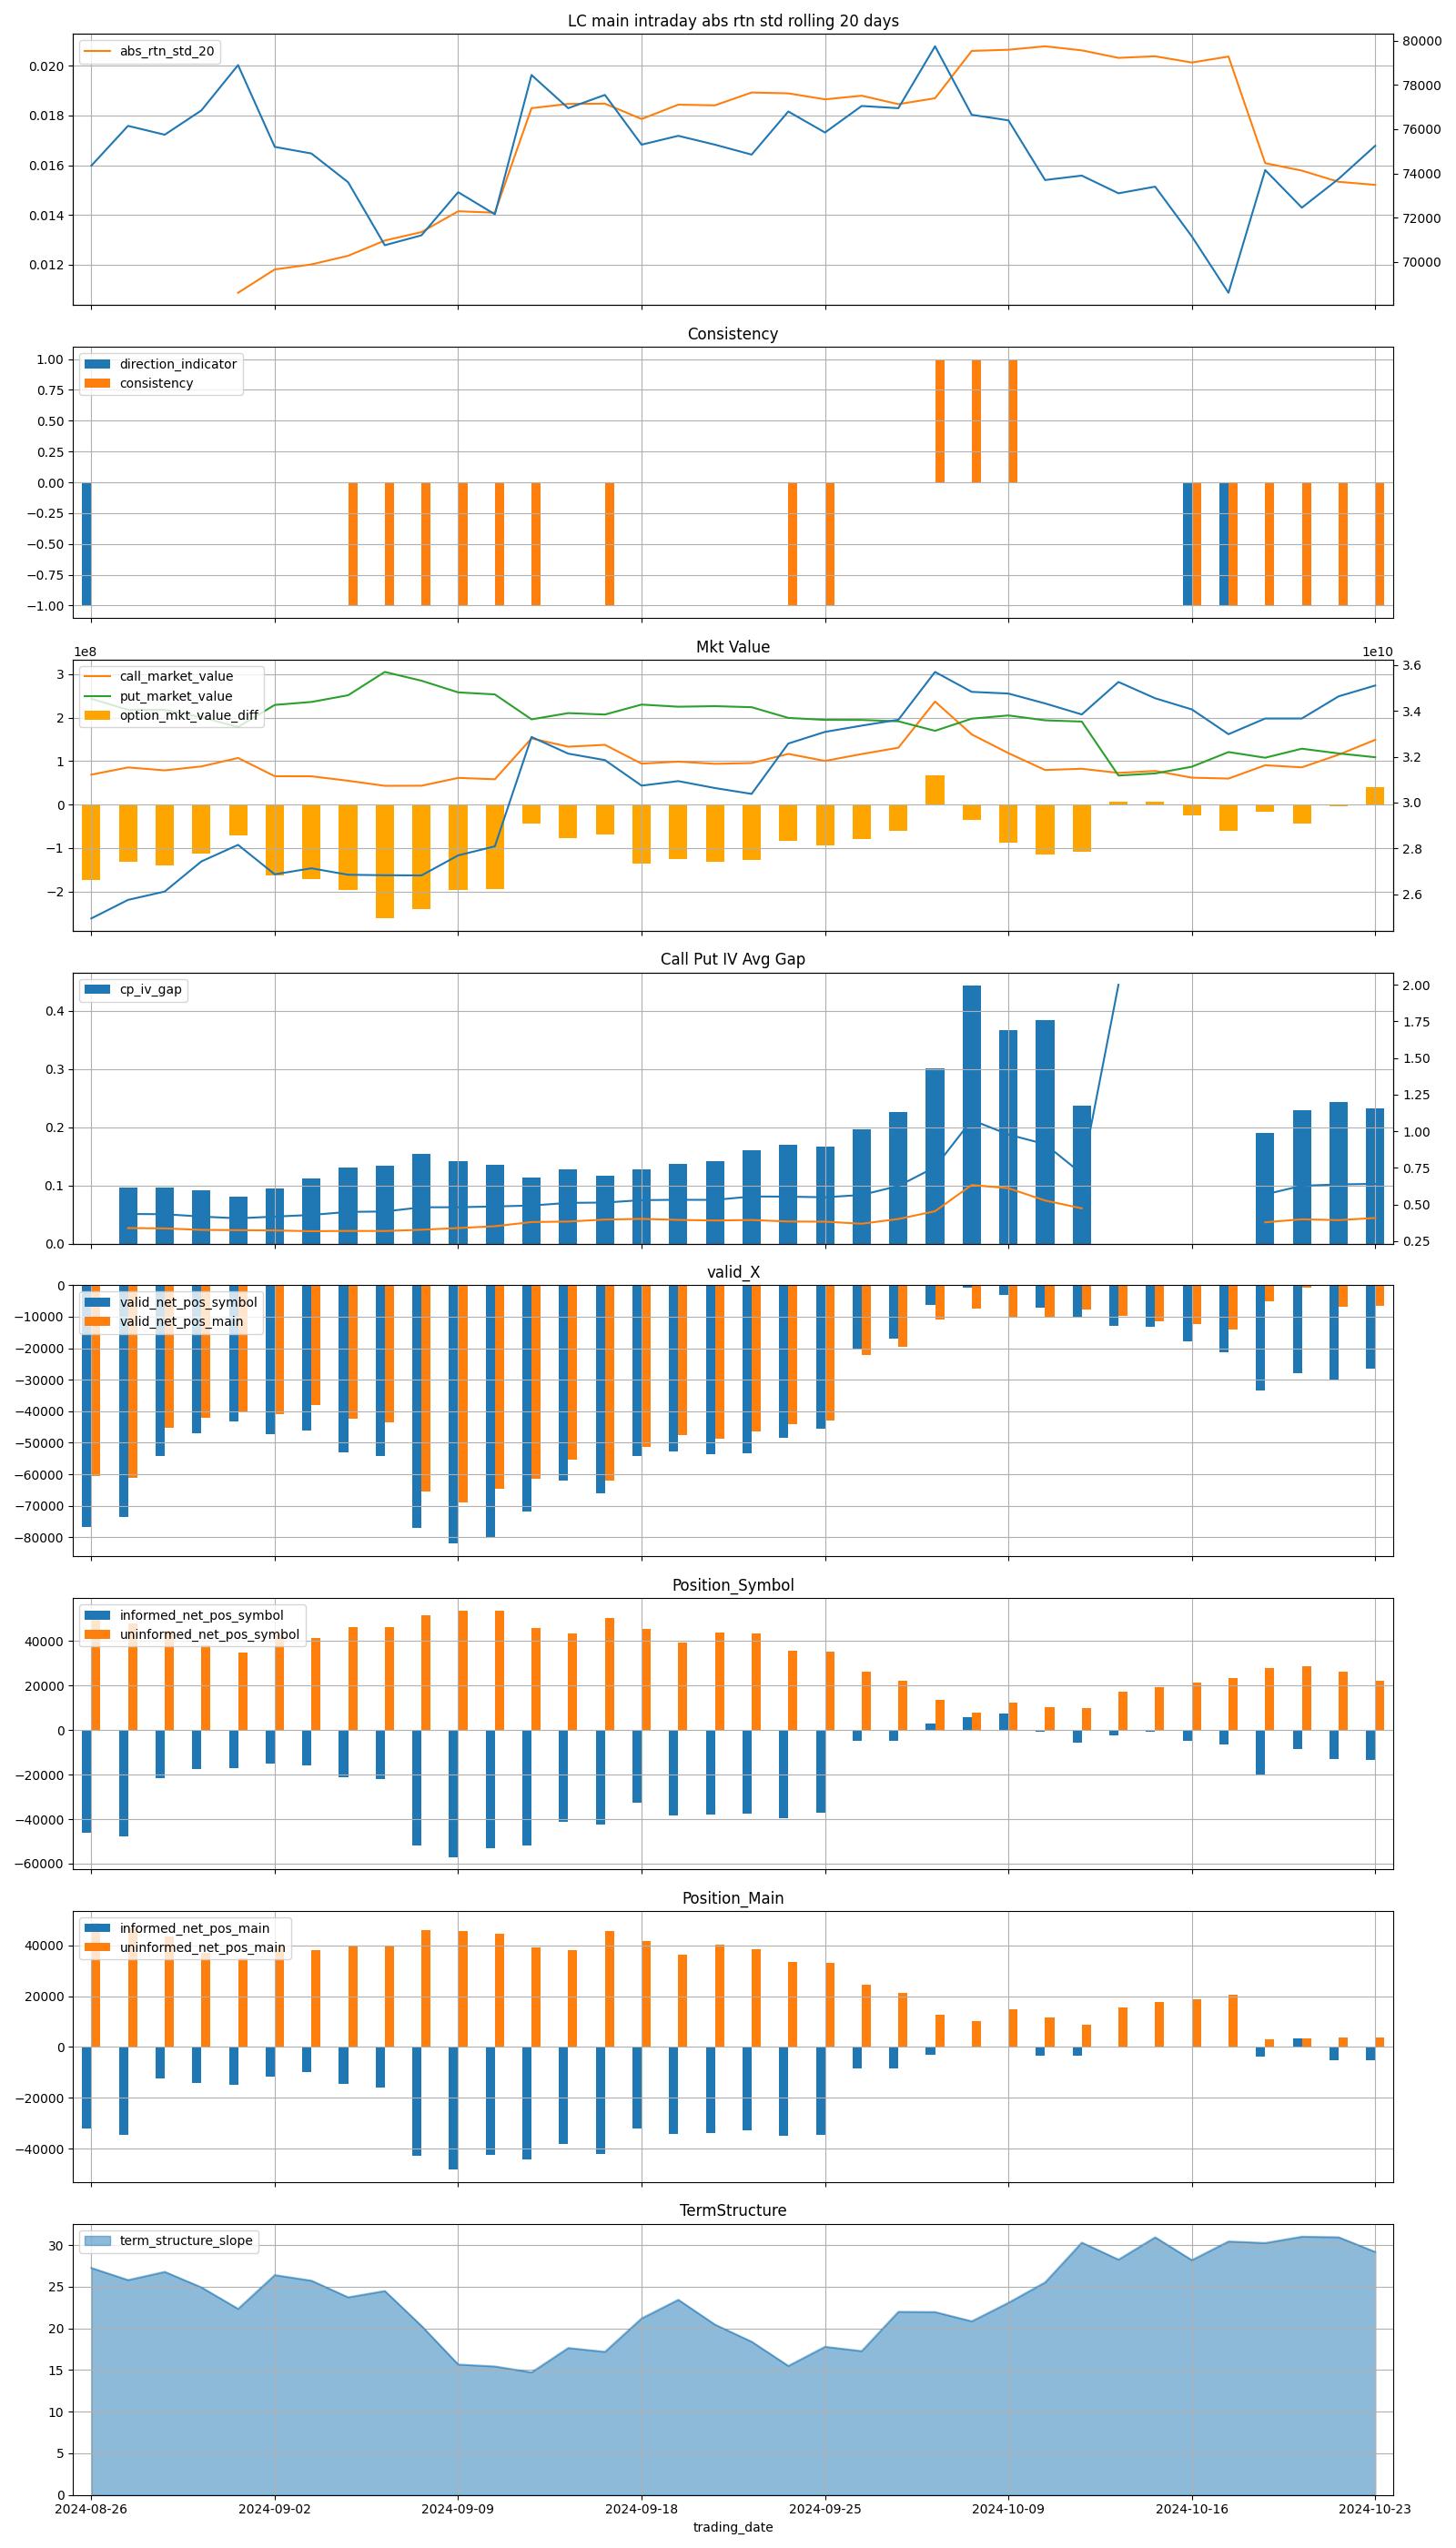 LC main intraday abs rtn std rolling 20 days
abs_rtn_std_20
0.020
0.018
0.016
0.014
0.012
80000
78000
76000
74000
72000
70000
Consistency
direction_indicator
consistency
1.00
0.75
0.50
0.25
0.00
−0.25
−0.50
−0.75
−1.00
Mkt Value
1e8
1e10
call_market_value
put_market_value
option_mkt_value_diff
3
2
1
0
−1
−2
3.6
3.4
3.2
3.0
2.8
2.6
Call Put IV Avg Gap
cp_iv_gap
0.4
0.3
0.2
0.1
0.0
2.00
1.75
1.50
1.25
1.00
0.75
0.50
0.25
valid_X
valid_net_pos_symbol
valid_net_pos_main
0
−10000
−20000
−30000
−40000
−50000
−60000
−70000
−80000
Position_Symbol
informed_net_pos_symbol
uninformed_net_pos_symbol
40000
20000
0
−20000
−40000
−60000
Position_Main
informed_net_pos_main
uninformed_net_pos_main
40000
20000
0
−20000
−40000
TermStructure
term_structure_slope
30
25
20
15
10
5
0
2024-08-26 2024-09-02 2024-09-09 2024-09-18 2024-09-25 2024-10-09 2024-10-16 2024-10-23
trading_date